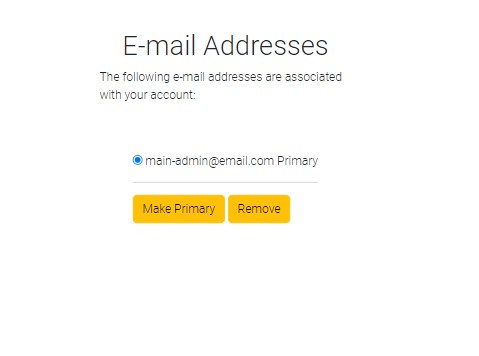 E-mail Addresses
The following e-mail addresses are associated
with your account:
main-admin@email.com Primary
Make Primary Remove